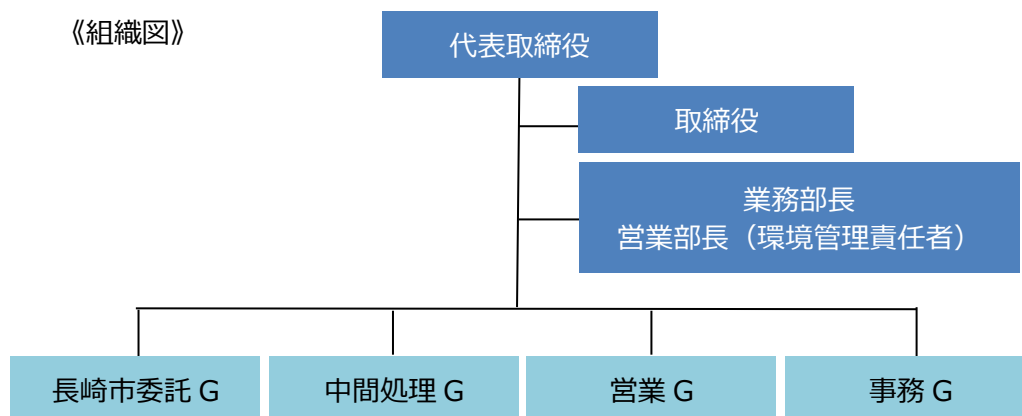 《組織図》
代表取締役
取締役
業務部長
営業部長（環境管理責任者）
長崎市委託 G
中間処理 G
営業 G
事務 G